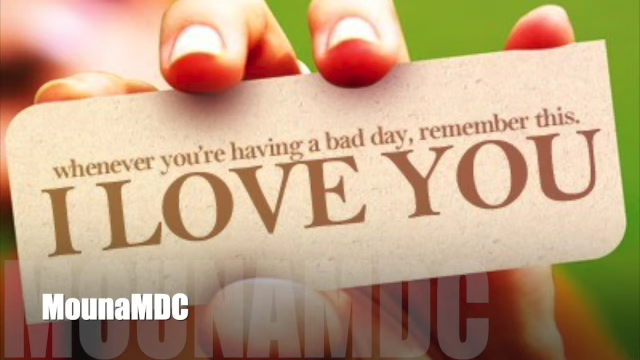 whenever you're having a bad day, remember this.
I LOVE YOU
MounaMDC
MOUNAMDC